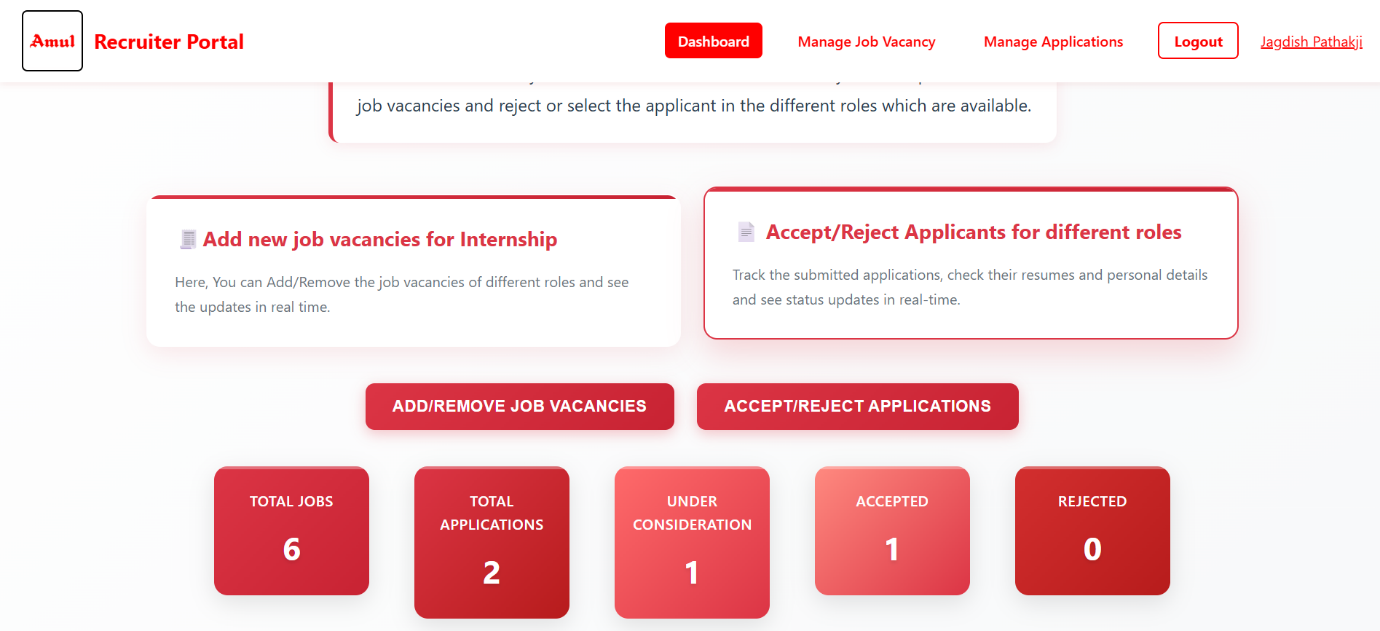 Amul
Recruiter Portal
Dashboard
Manage Job Vacancy
Manage Applications
Logout
Jagdish Pathakji
job vacancies and reject or select the applicant in the different roles which are available.
Add new job vacancies for Internship
Here, You can Add/Remove the job vacancies of different roles and see
the updates in real time.
Accept/Reject Applicants for different roles
Track the submitted applications, check their resumes and personal details
and see status updates in real-time.
ADD/REMOVE JOB VACANCIES
ACCEPT/REJECT APPLICATIONS
TOTAL JOBS
6
TOTAL
APPLICATIONS
2
UNDER
CONSIDERATION
1
ACCEPTED
1
REJECTED
0